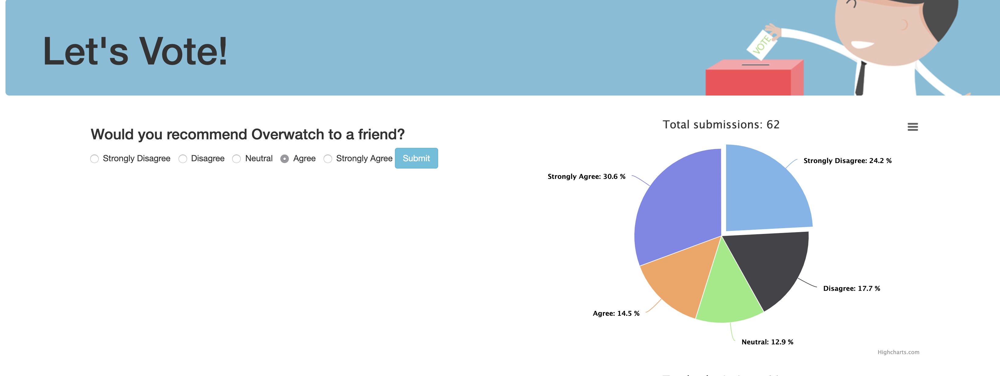 Let's Vote!
VOTE
Would you recommend Overwatch to a friend?
Strongly Disagree Disagree Neutral Agree Strongly Agree Submit
Total submissions: 62
Strongly Disagree: 24.2 %
Strongly Agree: 30.6 %
Disagree: 17.7 %
Agree: 14.5 %
Neutral: 12.9 %
Highcharts.com